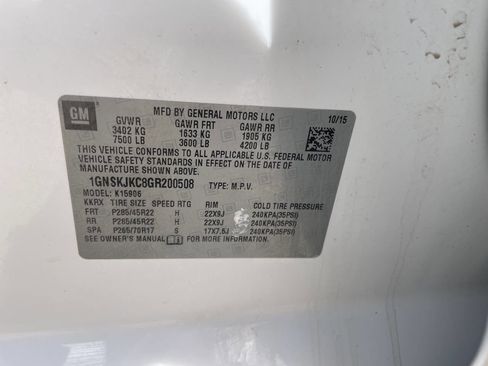 GM
MFD BY GENERAL MOTORS LLC 10/15
GVWR GAWR FRT GAWR RR
3402 KG 1633 KG 1905 KG
7500 LB 3600 LB 4200 LB
THIS VEHICLE CONFORMS TO ALL APPLICABLE U.S. FEDERAL MOTOR
VEHICLE SAFETY STANDARDS IN EFFECT ON THE DATE OF
MANUFACTURE SHOWN ABOVE.
1GNSKJKC8GR200508 TYPE: M.P.V.
MODEL: K15906
KKRX TIRE SIZE SPEED RTG RIM COLD TIRE PRESSURE
FRT P285/45R22 H 22X9J 240KPA(35PSI)
RR P285/45R22 H 22X9J 240KPA(35PSI)
SPA P265/70R17 S 17X7.5J 240KPA(35PSI)
SEE OWNER'S MANUAL FOR MORE INFORMATION.